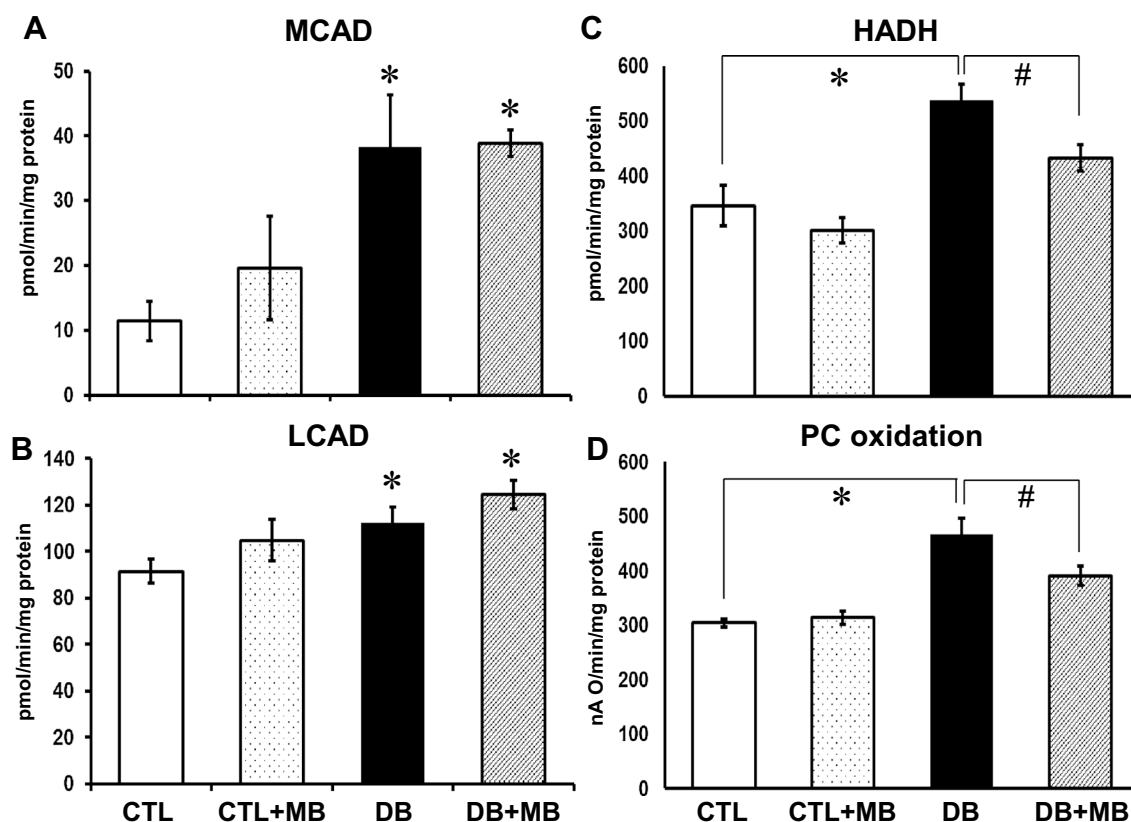 A
MCAD
50
40
30
20
10
0
pmol/min/mg protein
*
*
B
LCAD
140
120
100
80
60
40
20
0
pmol/min/mg protein
*
*
CTL
CTL+MB
DB
DB+MB
C
HADH
600
500
400
300
200
100
0
pmol/min/mg protein
*
#
D
PC oxidation
600
500
400
300
200
100
0
nA O/min/mg protein
*
#
CTL
CTL+MB
DB
DB+MB